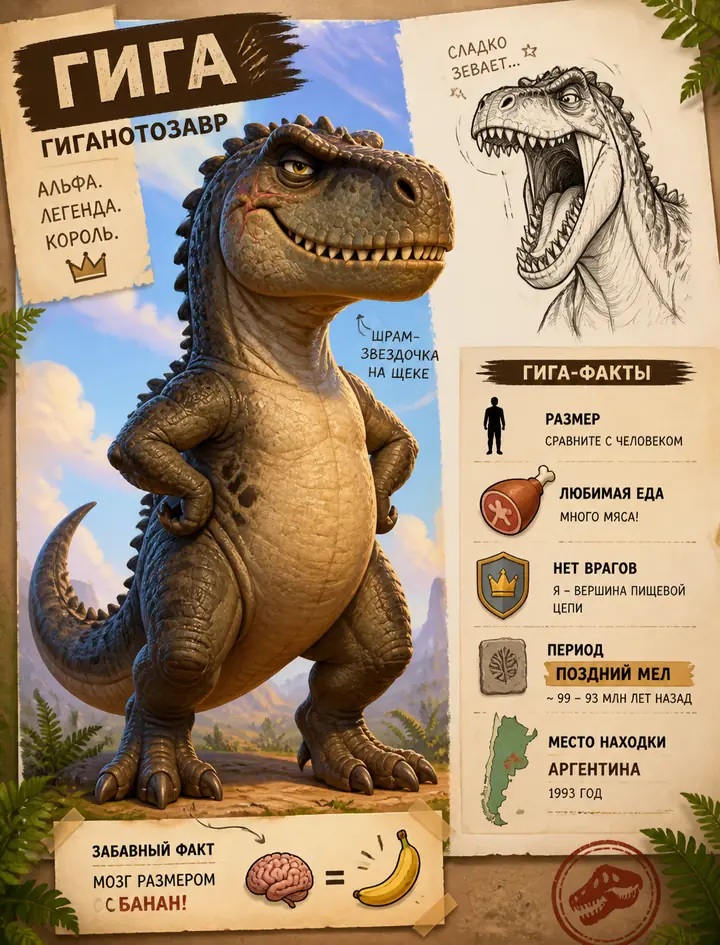 ГИГА
ГИГАНОТОЗАВР
АЛЬФА.
ЛЕГЕНДА.
КОРОЛЬ.
СЛАДКО
ЗЕВАЕТ...
ШРАМ-
ЗВЕЗДОЧКА
НА ЩЕКЕ
ГИГА-ФАКТЫ
РАЗМЕР
СРАВНИТЕ С ЧЕЛОВЕКОМ
ЛЮБИМАЯ ЕДА
МНОГО МЯСА!
НЕТ ВРАГОВ
Я – ВЕРШИНА ПИЩЕВОЙ
ЦЕПИ
ПЕРИОД
ПОЗДНИЙ МЕЛ
~ 99 – 93 МЛН ЛЕТ НАЗАД
МЕСТО НАХОДКИ
АРГЕНТИНА
1993 ГОД
ЗАБАВНЫЙ ФАКТ
МОЗГ РАЗМЕРОМ
С БАНАН!
=